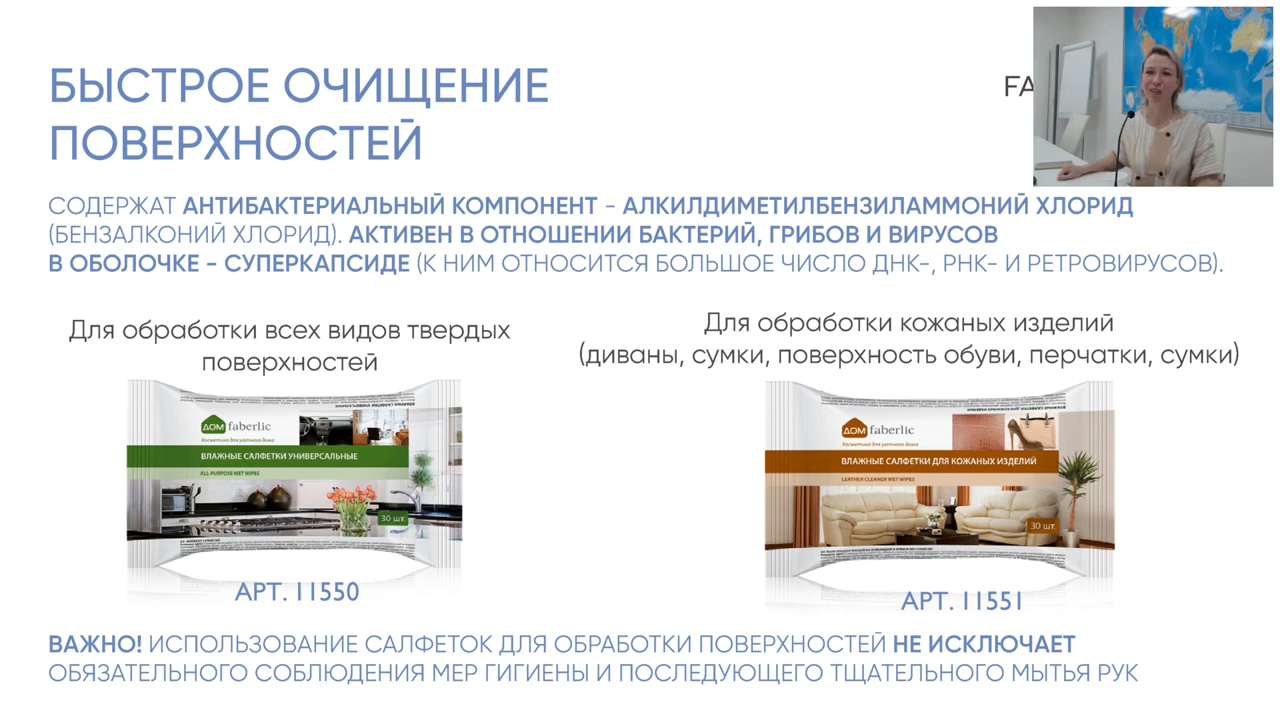 БЫСТРОЕ ОЧИЩЕНИЕ
ПОВЕРХНОСТЕЙ
FA
СОДЕРЖАТ АНТИБАКТЕРИАЛЬНЫЙ КОМПОНЕНТ - АЛКИЛДИМЕТИЛБЕНЗИЛАММОНИЙ ХЛОРИД
(БЕНЗАЛКОНИЙ ХЛОРИД). АКТИВЕН В ОТНОШЕНИИ БАКТЕРИЙ, ГРИБОВ И ВИРУСОВ
В ОБОЛОЧКЕ - СУПЕРКАПСИДЕ (К НИМ ОТНОСИТСЯ БОЛЬШОЕ ЧИСЛО ДНК-, РНК- И РЕТРОВИРУСОВ).
Для обработки всех видов твердых
поверхностей
Для обработки кожаных изделий
(диваны, сумки, поверхность обуви, перчатки, сумки)
ДОМ faberlic
Косметика для уютного дома
ВЛАЖНЫЕ САЛФЕТКИ УНИВЕРСАЛЬНЫЕ
ALL-PURPOSE WET WIPES
30 шт.
АРТ. 11550
ДОМ faberlic
Косметика для уютного дома
ВЛАЖНЫЕ САЛФЕТКИ ДЛЯ КОЖАНЫХ ИЗДЕЛИЙ
LEATHER CLEANER WET WIPES
30 шт.
АРТ. 11551
ВАЖНО! ИСПОЛЬЗОВАНИЕ САЛФЕТОК ДЛЯ ОБРАБОТКИ ПОВЕРХНОСТЕЙ НЕ ИСКЛЮЧАЕТ
ОБЯЗАТЕЛЬНОГО СОБЛЮДЕНИЯ МЕР ГИГИЕНЫ И ПОСЛЕДУЮЩЕГО ТЩАТЕЛЬНОГО МЫТЬЯ РУК